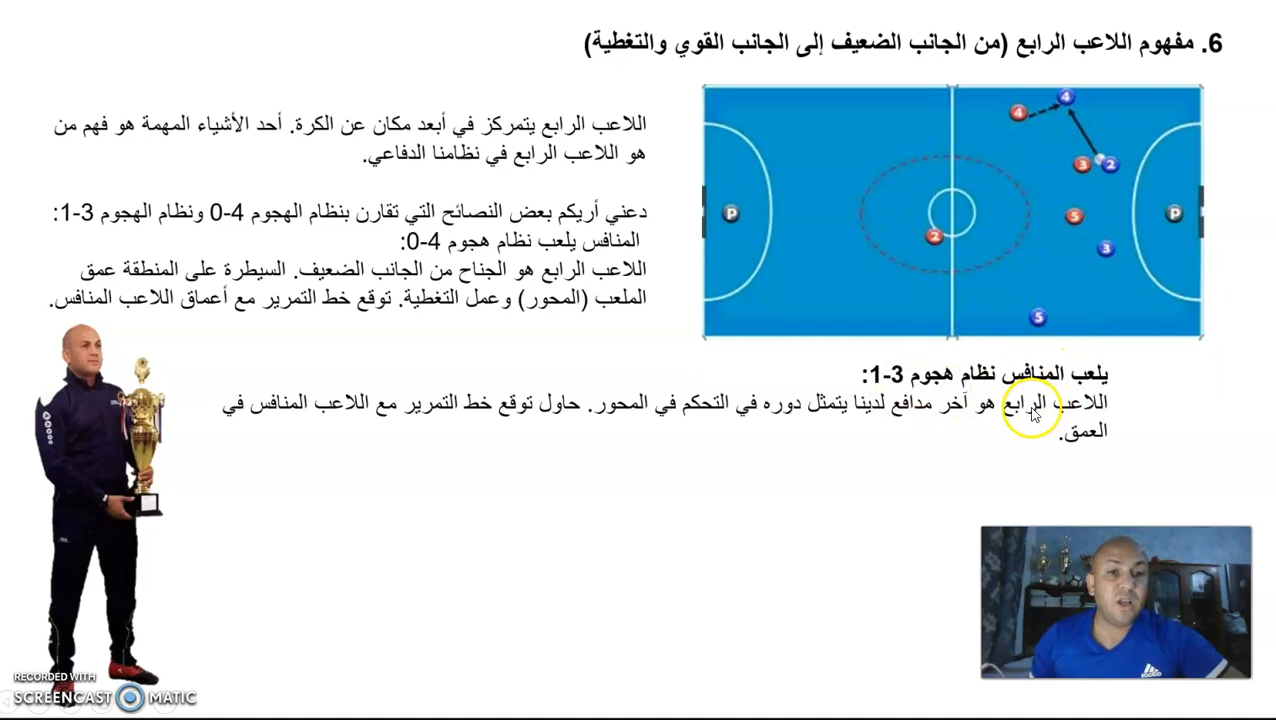 6. مفهوم اللاعب الرابع (من الجانب الضعيف إلى الجانب القوي والتغطية)
اللاعب الرابع يتمركز في أبعد مكان عن الكرة. أحد الأشياء المهمة هو فهم من
هو اللاعب الرابع في نظامنا الدفاعي.
دعني أريكم بعض النصائح التي تقارن بنظام الهجوم 4-0 ونظام الهجوم 3-1:
المنافس يلعب نظام هجوم 4-0:
اللاعب الرابع هو الجناح من الجانب الضعيف. السيطرة على المنطقة عمق
الملعب (المحور) وعمل التغطية. توقع خط التمرير مع أعماق اللاعب المنافس.
4
4
3
2
P
5
P
2
3
5
يلعب المنافس نظام هجوم 3-1:
اللاعب الرابع هو آخر مدافع لدينا يتمثل دوره في التحكم في المحور. حاول توقع خط التمرير مع اللاعب المنافس في
العمق.
RECORDED WITH
SCREENCAST MATIC